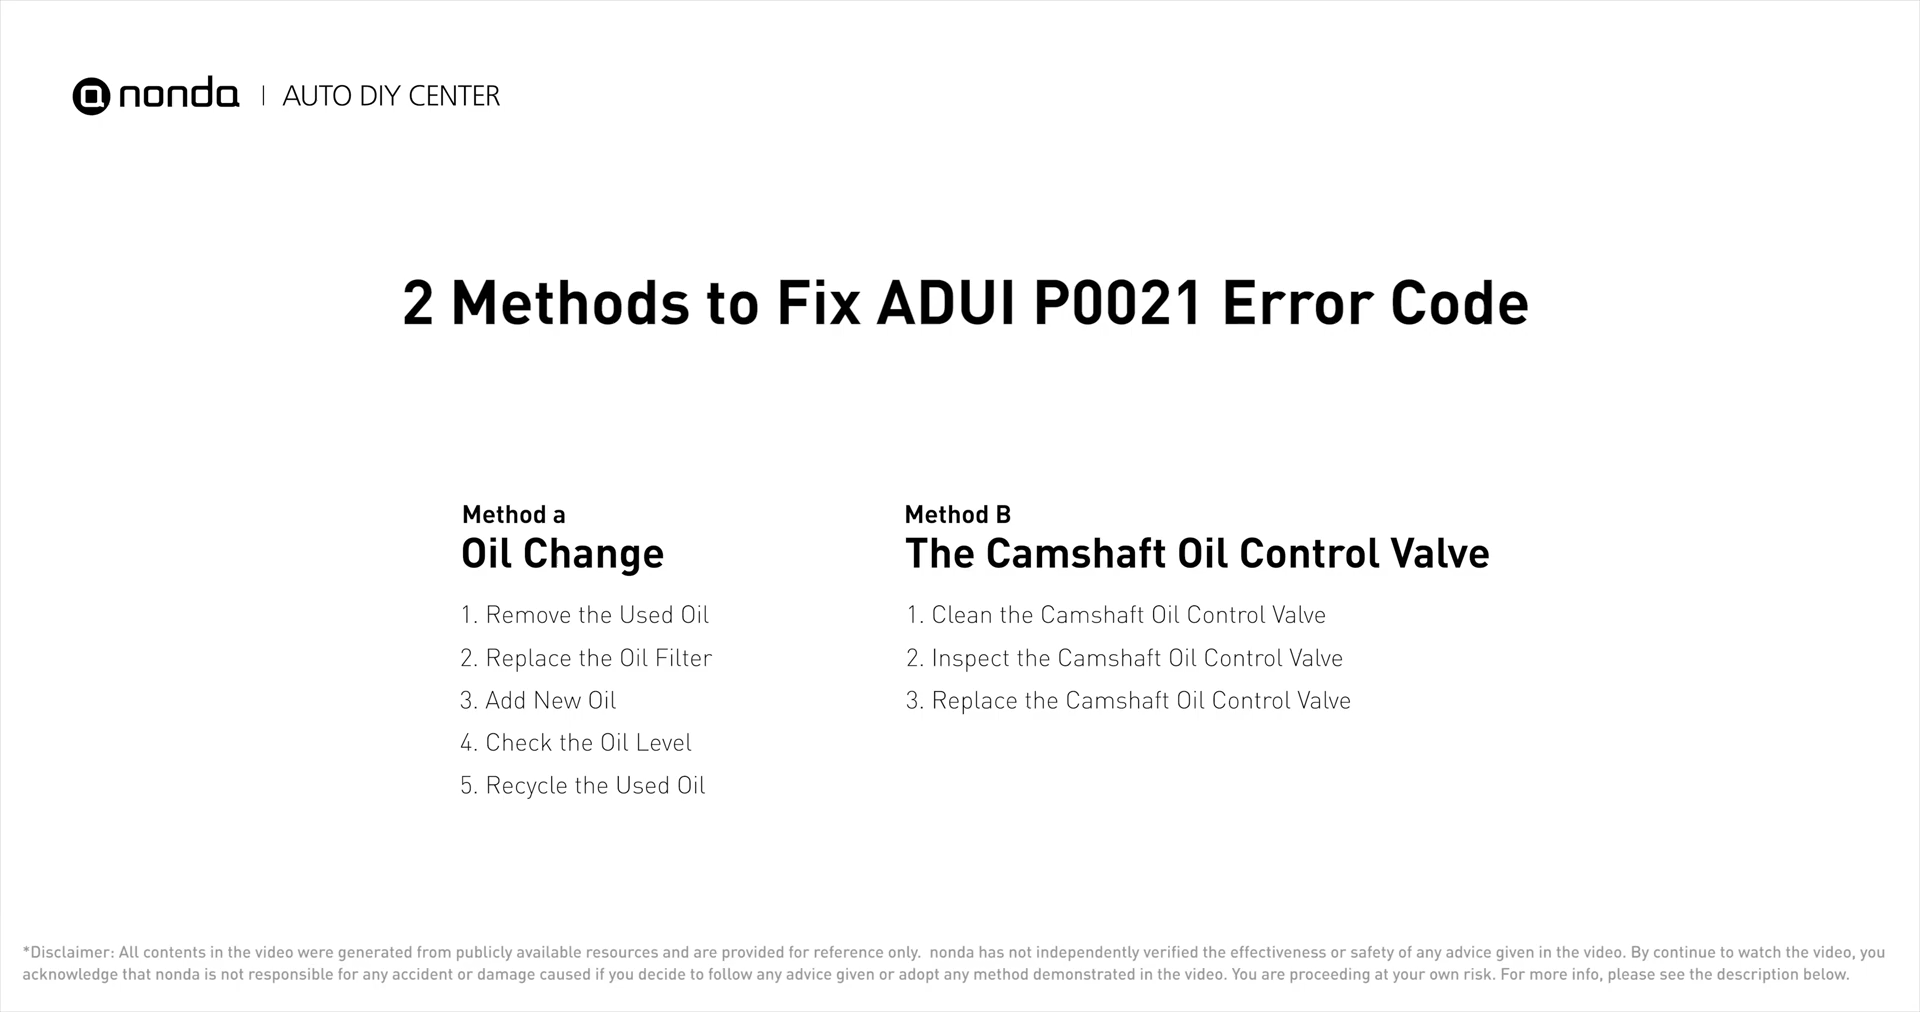 nonda | AUTO DIY CENTER
2 Methods to Fix ADUI P0021 Error Code
Method a
Oil Change
1. Remove the Used Oil
2. Replace the Oil Filter
3. Add New Oil
4. Check the Oil Level
5. Recycle the Used Oil
Method B
The Camshaft Oil Control Valve
1. Clean the Camshaft Oil Control Valve
2. Inspect the Camshaft Oil Control Valve
3. Replace the Camshaft Oil Control Valve
*Disclaimer: All contents in the video were generated from publicly available resources and are provided for reference only. nonda has not independently verified the effectiveness or safety of any advice given in the video. By continue to watch the video, you
acknowledge that nonda is not responsible for any accident or damage caused if you decide to follow any advice given or adopt any method demonstrated in the video. You are proceeding at your own risk. For more info, please see the description below.